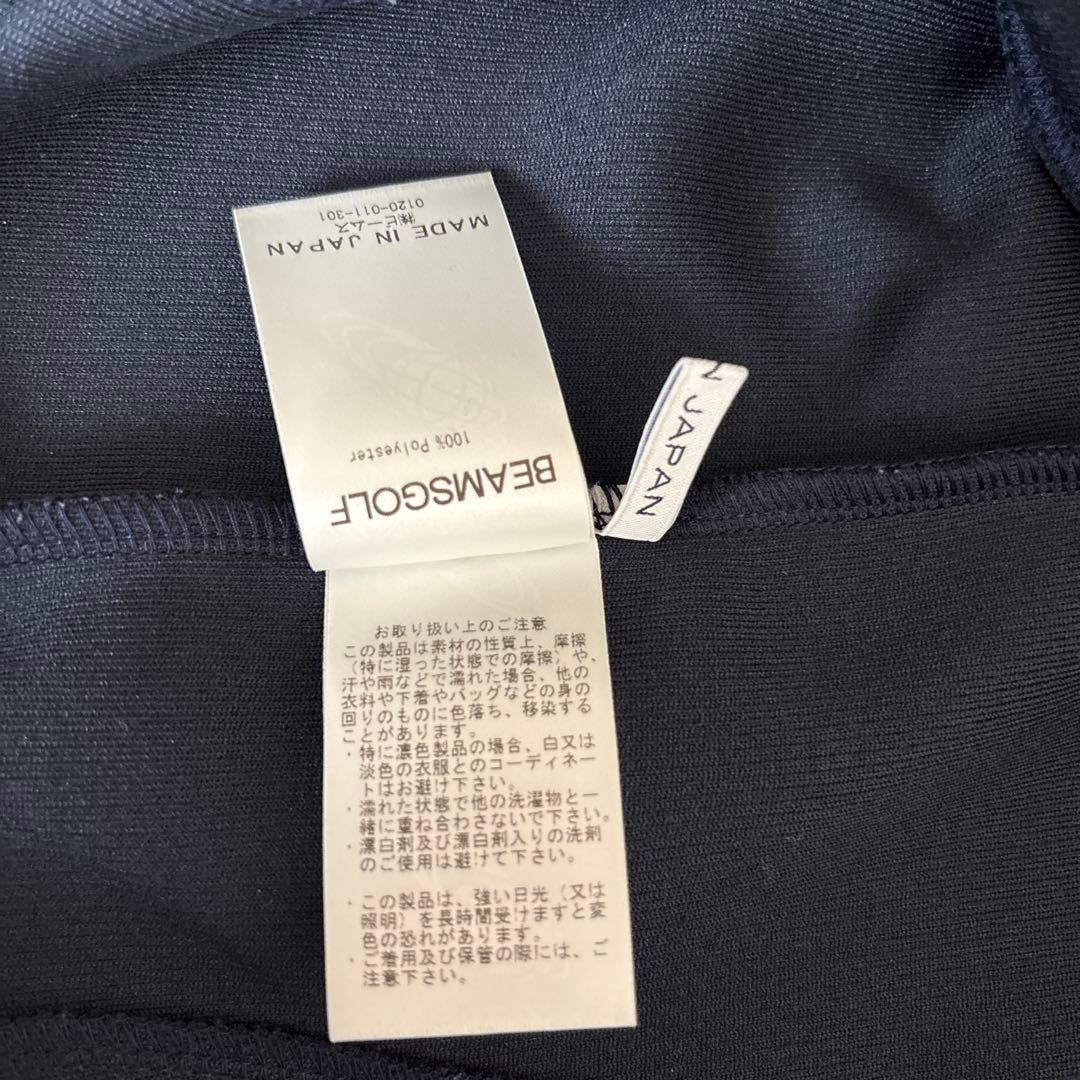 BEAMSGOLF
100% Polyester
MADE IN JAPAN
㈱ビームス
0120-011-301
N JAPAN
お取り扱い上のご注意
この製品は素材の性質上、摩擦
(特に湿った状態での摩擦)や、
汗や雨などで濡れた場合、他の
衣料や下着やバッグなどの身の
回りのものに色落ち、移染する
ことがあります。
・特に濃色製品の場合、白又は
淡色の衣服とのコーディネー
トはお避け下さい。
・濡れた状態で他の洗濯物と一
緒に重ね合わさないで下さい。
・漂白剤及び漂白剤入りの洗剤
のご使用は避けて下さい。
・この製品は、強い日光(又は
照明)を長時間受けますと変
色の恐れがあります。
・ご着用及び保管の際には、ご
注意下さい。